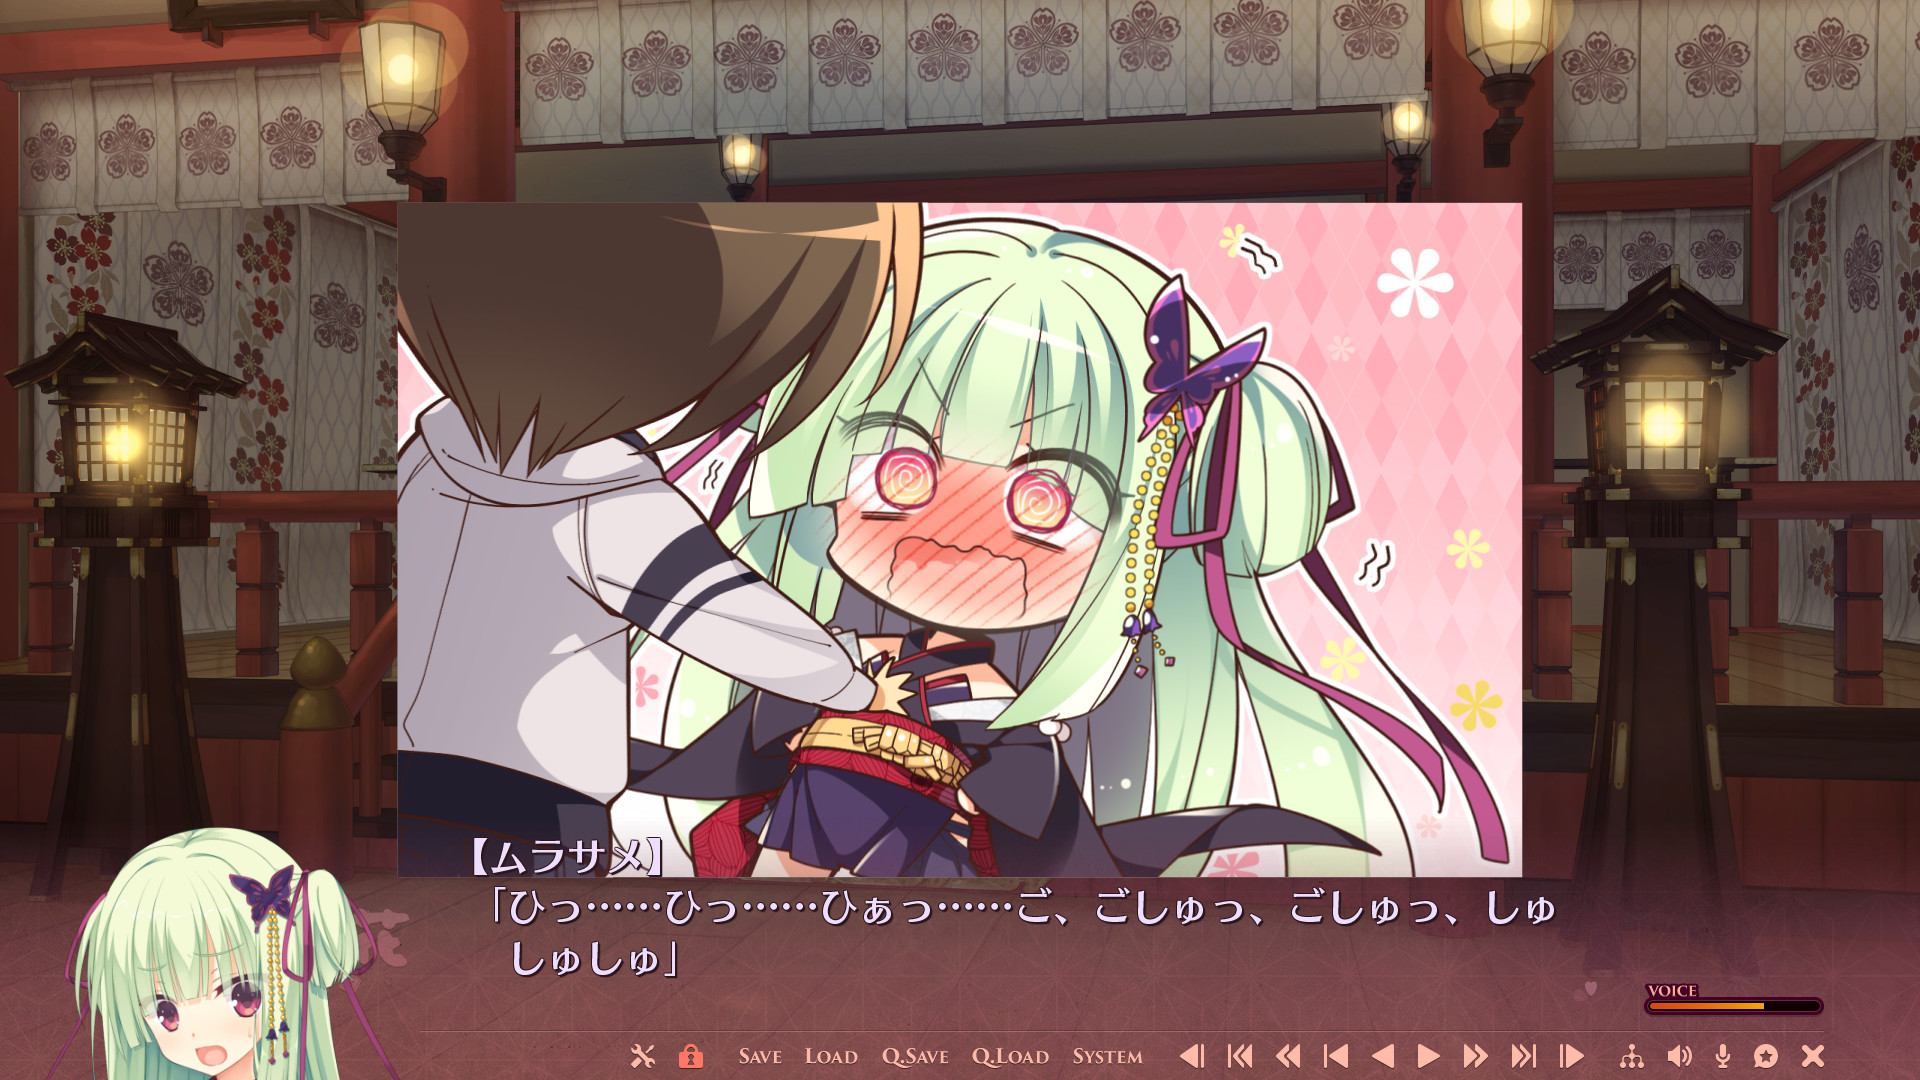 【ムラサメ】
「ひっ……ひっ……ひぁっ……ご、ごしゅっ、ごしゅっ、しゅ
しゅしゅ」
VOICE
SAVE LOAD Q.SAVE Q.LOAD SYSTEM